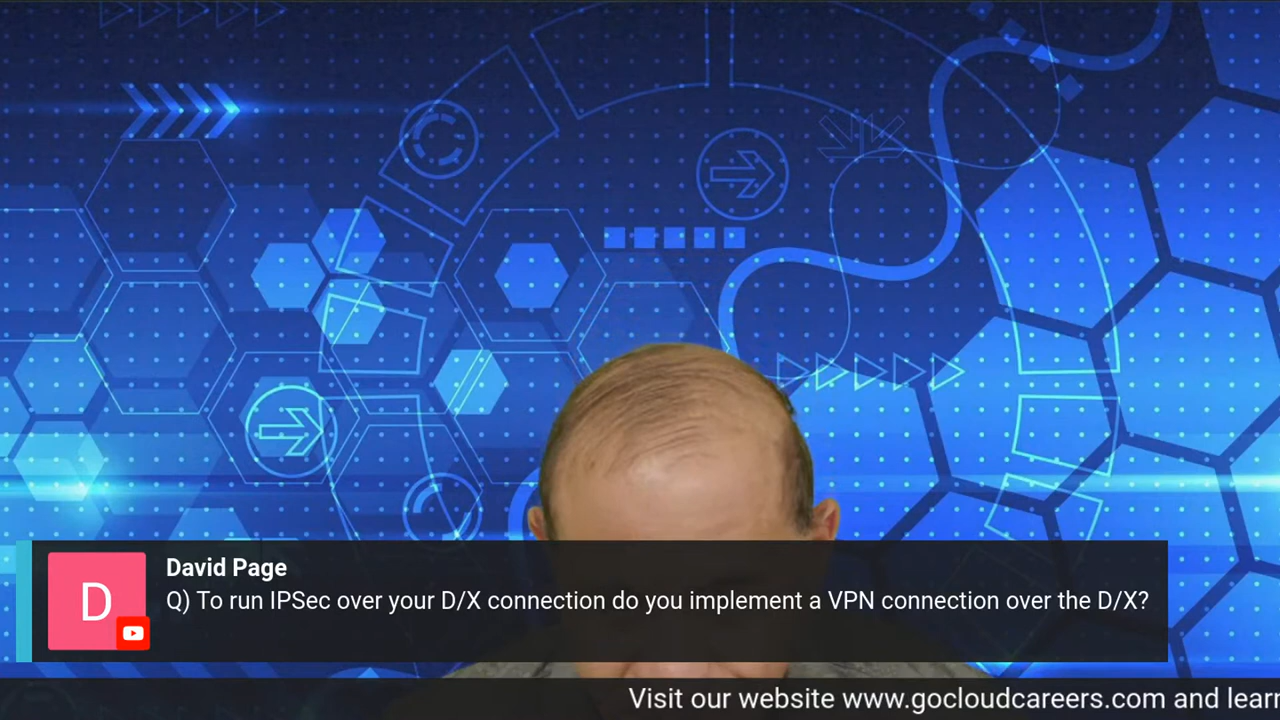 David Page
D
Q) To run IPSec over your D/X connection do you implement a VPN connection over the D/X?
Visit our website www.gocloudcareers.com and learn